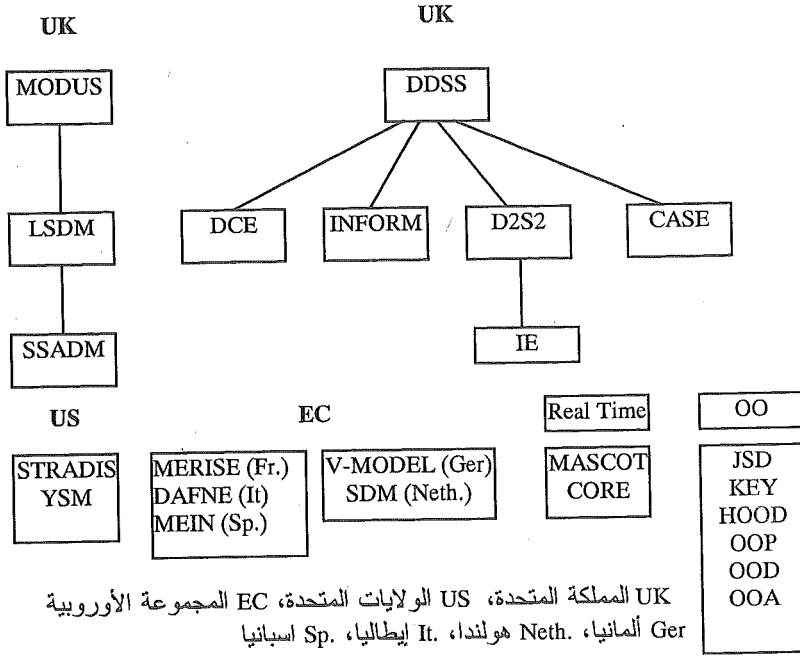 UK
UK
MODUS
DDSS
LSDM
DCE
INFORM
D2S2
CASE
SSADM
IE
US
EC
Real Time
OO
STRADIS
YSM
MERISE (Fr.)
DAFNE (It)
MEIN (Sp.)
V-MODEL (Ger)
SDM (Neth.)
MASCOT
CORE
JSD
KEY
HOOD
OOP
OOD
OOA
UK المملكة المتحدة، US الولايات المتحدة، EC المجموعة الأوروبية
Ger ألمانيا، Neth. هولندا، It. إيطاليا، Sp. اسبانيا